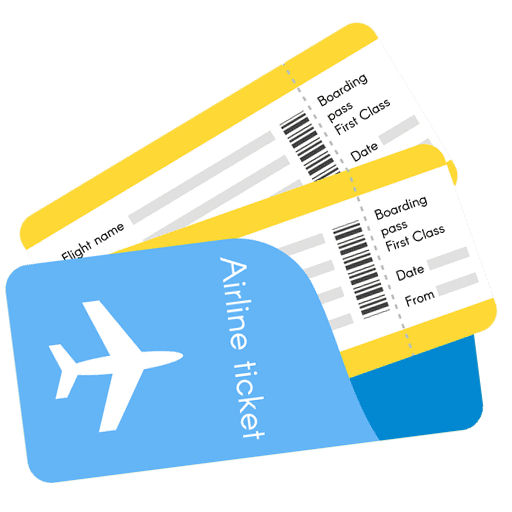 Boarding
pass
First Class
Date
Flight name
Boarding
pass
First Class
Date
From
Airline ticket